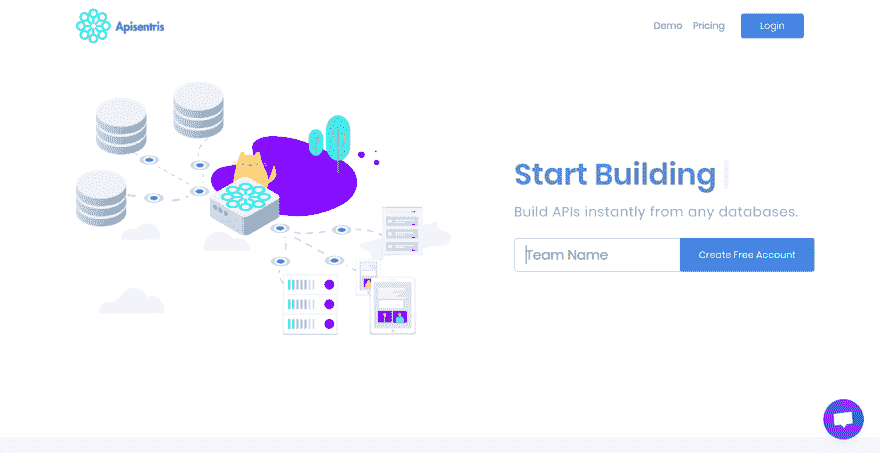 Apisentris
Demo Pricing Login
Start Building
Build APIs instantly from any databases.
Team Name Create Free Account